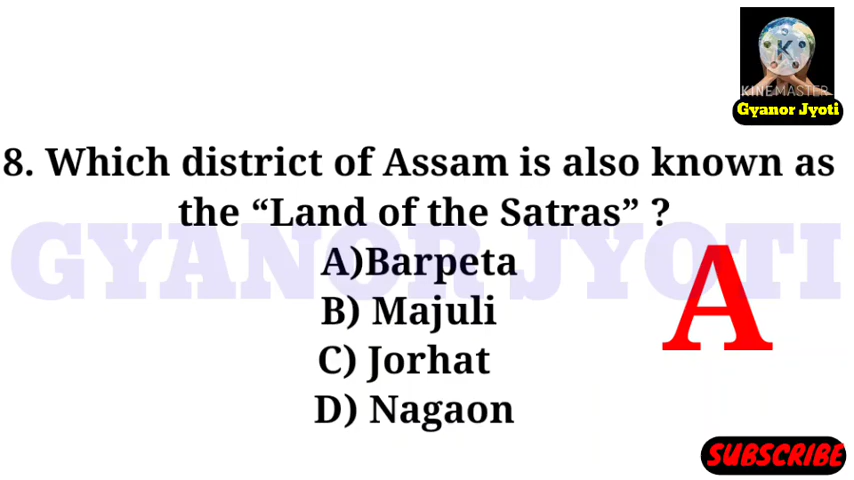 K
KINEMASTER
Gyanor Jyoti
8. Which district of Assam is also known as
the “Land of the Satras” ?
GYANOR JYOTI
A)Barpeta
B) Majuli
A
C) Jorhat
D) Nagaon
SUBSCRIBE